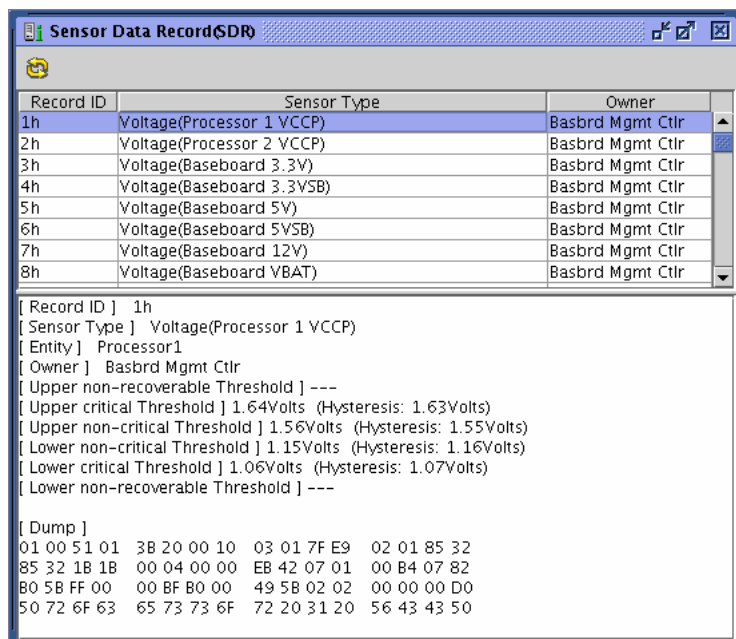 Sensor Data Record(SDR)
Record ID Sensor Type Owner
1h Voltage(Processor 1 VCCP) Basbrd Mgmt Ctlr
2h Voltage(Processor 2 VCCP) Basbrd Mgmt Ctlr
3h Voltage(Baseboard 3.3V) Basbrd Mgmt Ctlr
4h Voltage(Baseboard 3.3VSB) Basbrd Mgmt Ctlr
5h Voltage(Baseboard 5V) Basbrd Mgmt Ctlr
6h Voltage(Baseboard 5VSB) Basbrd Mgmt Ctlr
7h Voltage(Baseboard 12V) Basbrd Mgmt Ctlr
8h Voltage(Baseboard VBAT) Basbrd Mgmt Ctlr
[ Record ID ] 1h
[ Sensor Type ] Voltage(Processor 1 VCCP)
[ Entity ] Processor1
[ Owner ] Basbrd Mgmt Ctlr
[ Upper non-recoverable Threshold ] ---
[ Upper critical Threshold ] 1.64Volts (Hysteresis: 1.63Volts)
[ Upper non-critical Threshold ] 1.56Volts (Hysteresis: 1.55Volts)
[ Lower non-critical Threshold ] 1.15Volts (Hysteresis: 1.16Volts)
[ Lower critical Threshold ] 1.06Volts (Hysteresis: 1.07Volts)
[ Lower non-recoverable Threshold ] ---
[ Dump ]
01 00 51 01 3B 20 00 10 03 01 7F E9 02 01 85 32
85 32 1B 1B 00 04 00 00 EB 42 07 01 00 B4 07 82
B0 5B FF 00 00 BF B0 00 49 5B 02 02 00 00 00 D0
50 72 6F 63 65 73 73 6F 72 20 31 20 56 43 43 50